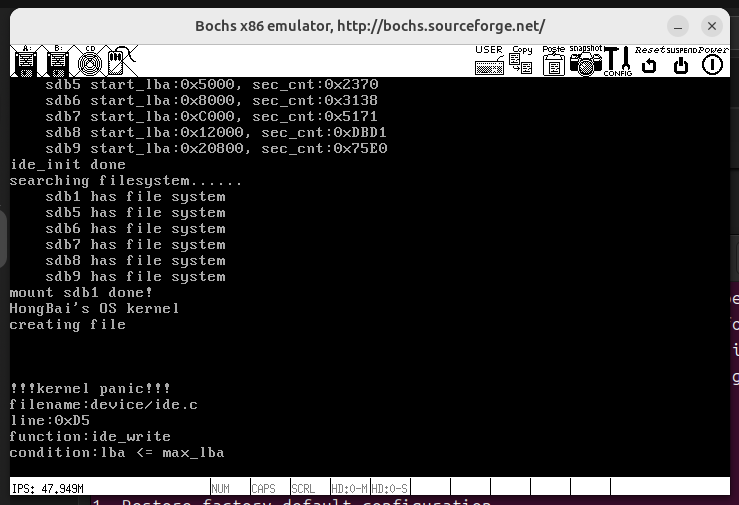 Bochs x86 emulator, http://bochs.sourceforge.net/
A: B: CD USER Copy Paste snapshot CONFIG Reset SUSPEND Power
sdb5 start_lba:0x5000, sec_cnt:0x2370
sdb6 start_lba:0x8000, sec_cnt:0x3138
sdb7 start_lba:0xC000, sec_cnt:0x5171
sdb8 start_lba:0x12000, sec_cnt:0xDBD1
sdb9 start_lba:0x20800, sec_cnt:0x75E0
ide_init done
searching filesystem......
sdb1 has file system
sdb5 has file system
sdb6 has file system
sdb7 has file system
sdb8 has file system
sdb9 has file system
mount sdb1 done!
HongBai's OS kernel
creating file
!!!kernel panic!!!
filename:device/ide.c
line:0xD5
function:ide_write
condition:lba <= max_lba
IPS: 47.949M NUM CAPS SCRL HD:0-M HD:0-S
1. Restore factory default configuration